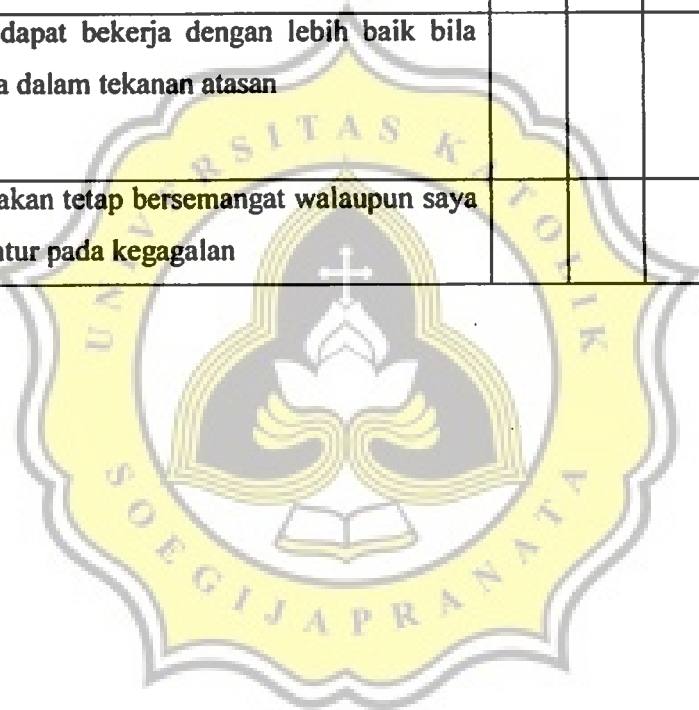 dapat bekerja dengan lebih baik bila
dalam tekanan atasan
akan tetap bersemangat walaupun saya
pada kegagalan
UNIVERSITAS KATOLIK
SOEGIJAPRANATA